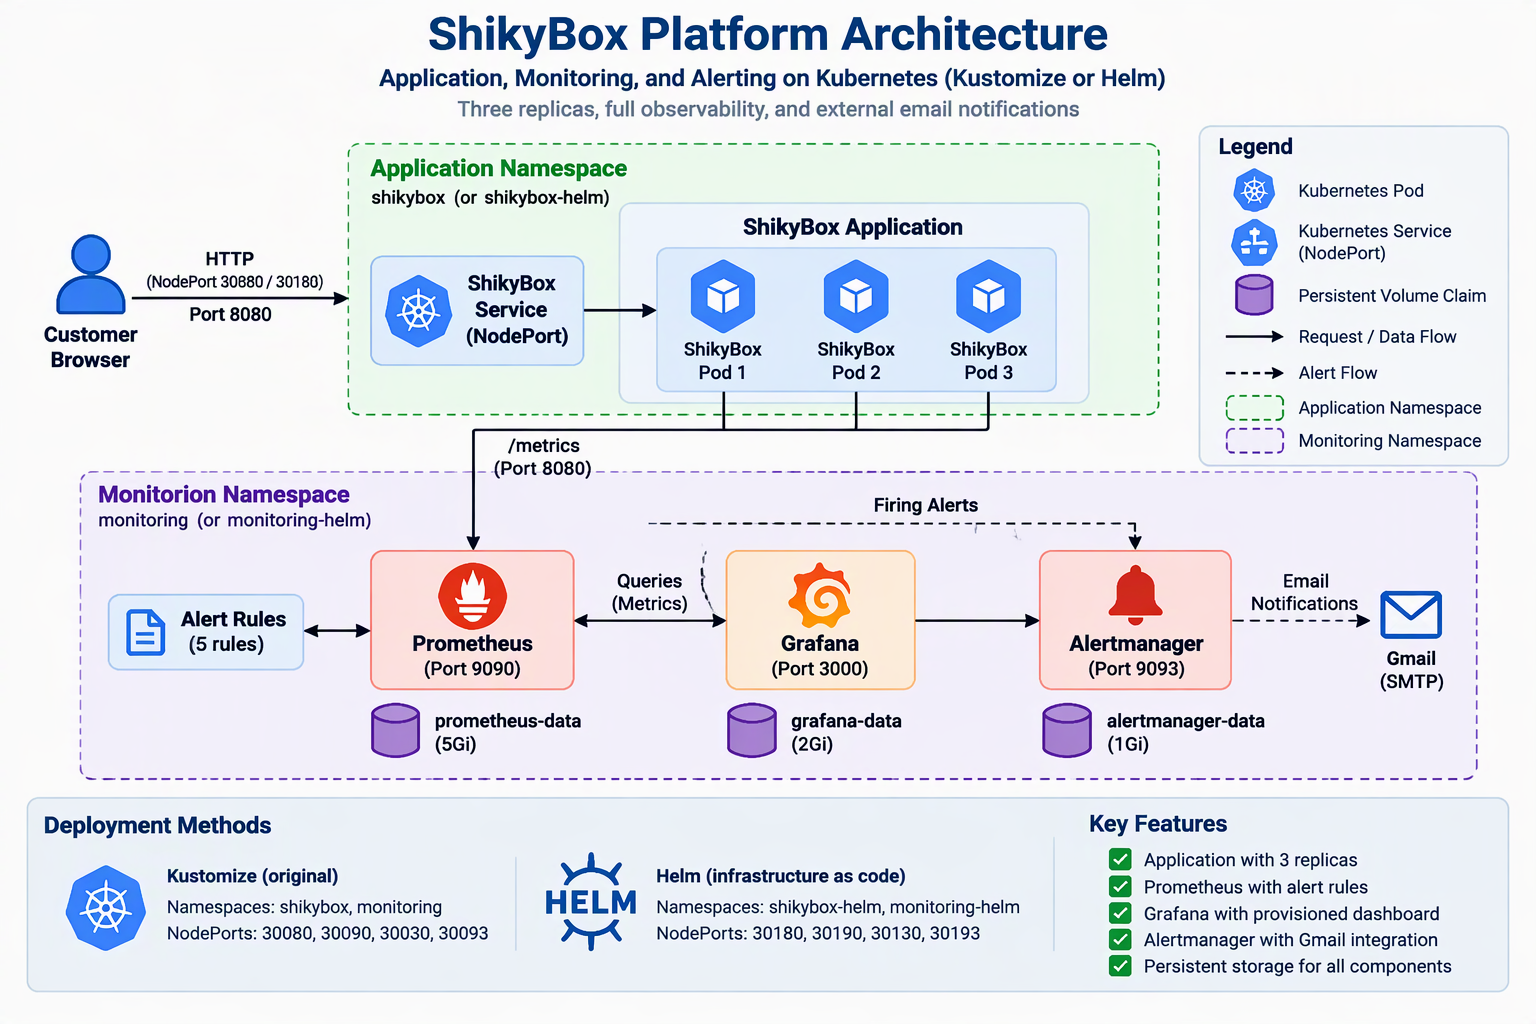 ShikyBox Platform Architecture
Application, Monitoring, and Alerting on Kubernetes (Kustomize or Helm)
Three replicas, full observability, and external email notifications
Application Namespace
shikybox (or shikybox-helm)
ShikyBox Application
HTTP
(NodePort 30880 / 30180)
Port 8080
Customer
Browser
ShikyBox
Service
(NodePort)
ShikyBox
Pod 1
ShikyBox
Pod 2
ShikyBox
Pod 3
Legend
Kubernetes Pod
Kubernetes Service
(NodePort)
Persistent Volume Claim
Request / Data Flow
Alert Flow
Application Namespace
Monitoring Namespace
/metrics
(Port 8080)
Monitorion Namespace
monitoring (or monitoring-helm)
Firing Alerts
Alert Rules
(5 rules)
Prometheus
(Port 9090)
Queries
(Metrics)
Grafana
(Port 3000)
Alertmanager
(Port 9093)
Email
Notifications
Gmail
(SMTP)
prometheus-data
(5Gi)
grafana-data
(2Gi)
alertmanager-data
(1Gi)
Deployment Methods
Kustomize (original)
Namespaces: shikybox, monitoring
NodePorts: 30080, 30090, 30030, 30093
HELM
Helm (infrastructure as code)
Namespaces: shikybox-helm, monitoring-helm
NodePorts: 30180, 30190, 30130, 30193
Key Features
Application with 3 replicas
Prometheus with alert rules
Grafana with provisioned dashboard
Alertmanager with Gmail integration
Persistent storage for all components